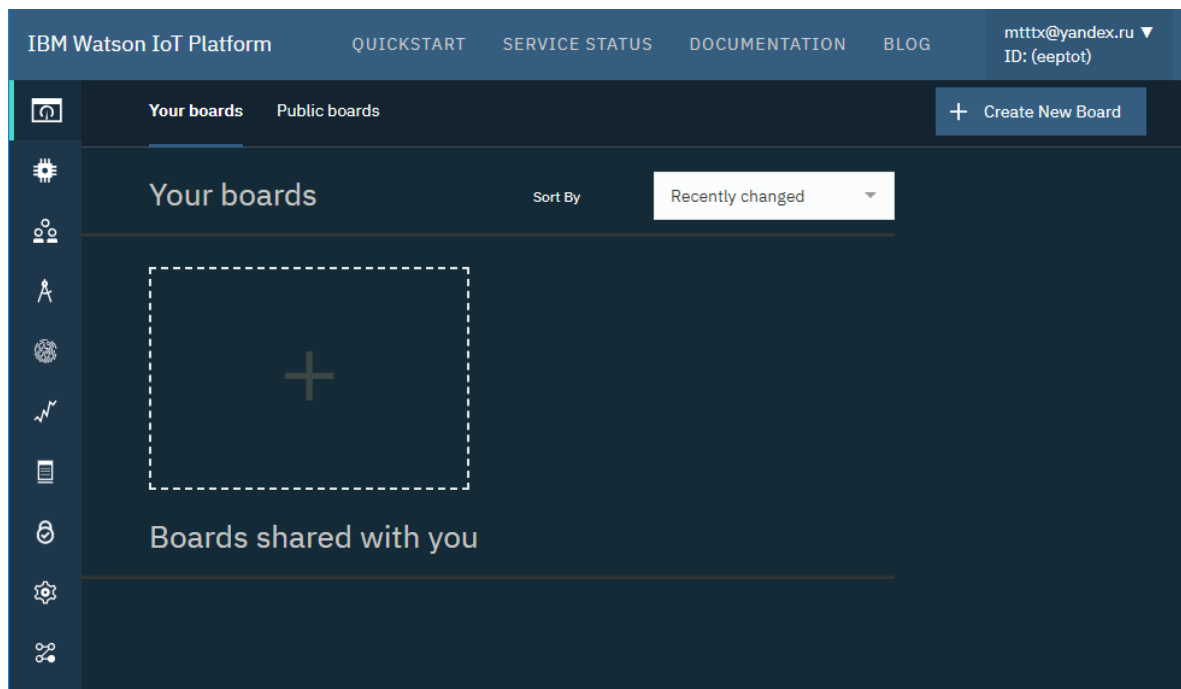 IBM Watson IoT Platform
QUICKSTART
SERVICE STATUS
DOCUMENTATION
BLOG
mtttx@yandex.ru ▼
ID: (eeptot)
Your boards
Public boards
+ Create New Board
Your boards
Sort By
Recently changed
Boards shared with you